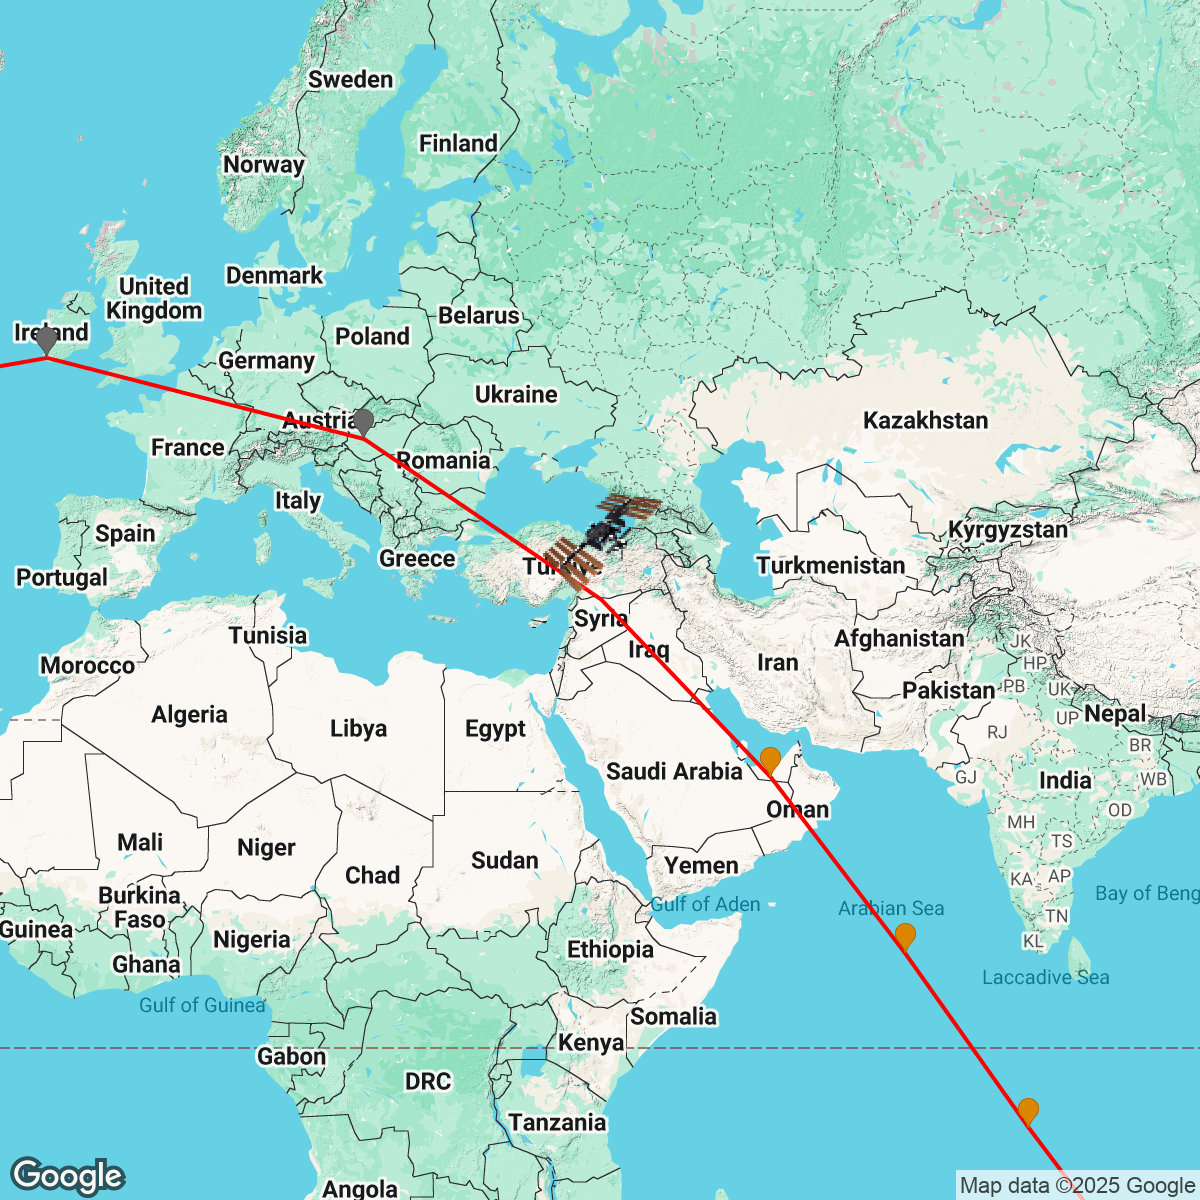 Sweden
Finland
Norway
Denmark
United
Kingdom
Belarus
Ireland
Poland
Germany
Ukraine
Austria
Kazakhstan
France
Romania
Italy
Spain
Kyrgyzstan
Greece
Turkmenistan
Portugal
Syria
Tunisia
Afghanistan
JK
Iraq
Morocco
Iran
HP
Pakistan
PB
UK
Algeria
Nepal
UP
Libya
Egypt
RJ
BR
Saudi Arabia
GJ
India
WB
Oman
OD
MH
Mali
Niger
TS
Sudan
Yemen
Chad
KA
AP
Burkina
Faso
Gulf of Aden
Arabian Sea
Bay of Beng
TN
Guinea
Nigeria
KL
Ethiopia
Ghana
Laccadive Sea
Gulf of Guinea
Somalia
Kenya
Gabon
DRC
Tanzania
Google
Map data ©2025 Google
Angola